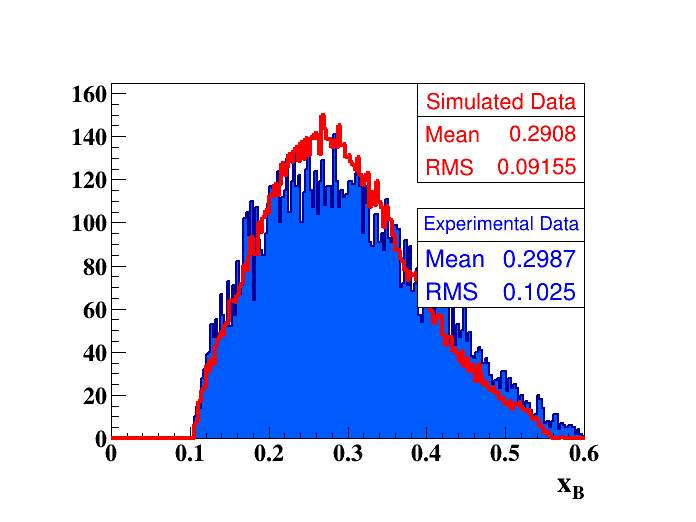 160
140
120
100
80
60
40
20
0
Simulated Data
Mean 0.2908
RMS 0.09155
Experimental Data
Mean 0.2987
RMS 0.1025
0 0.1 0.2 0.3 0.4 0.5 0.6
x_B